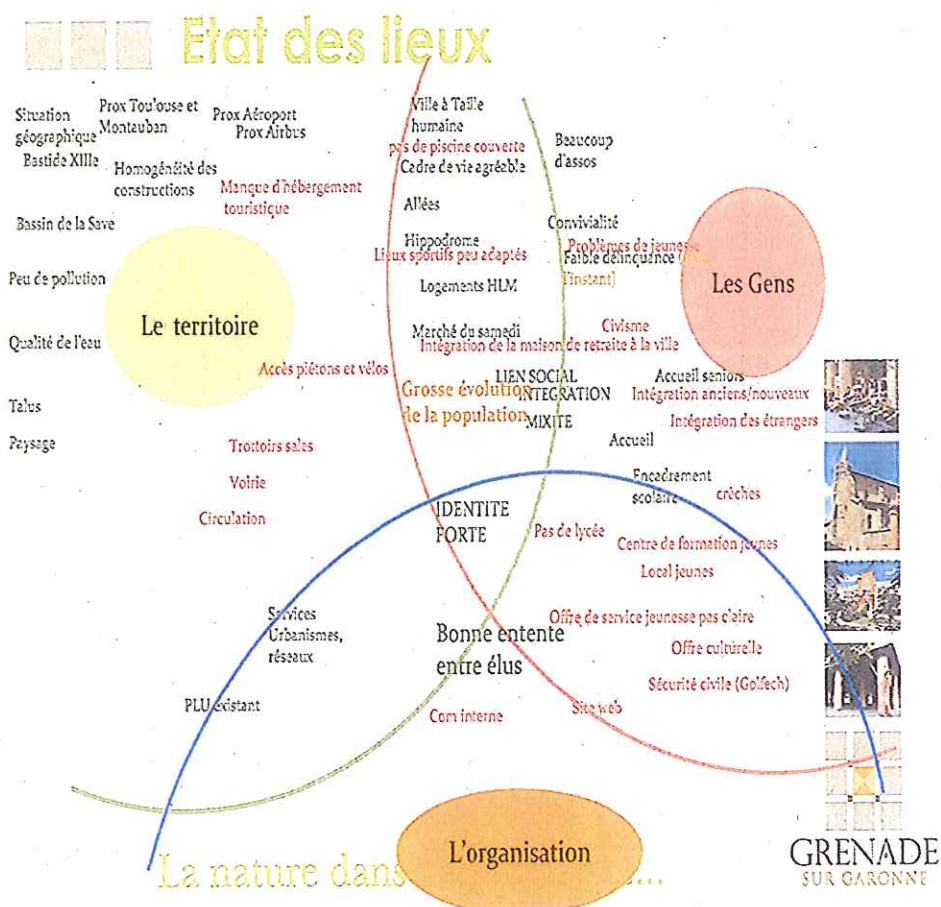 Etat des lieux
Situation
géographique
Prox Toulouse et
Montauban
Prox Aéroport
Prox Airbus
Bastide XIIIe
Homogénéité des
constructions
Manque d'hébergement
touristique
Bassin de la Save
Peu de pollution
Le territoire
Qualité de l'eau
Accès piétons et vélos
Talus
Paysage
Trottoirs sales
Voirie
Circulation
Ville à Taille
humaine
pas de piscine couverte
Cadre de vie agréable
Allées
Hippodrome
Lieux sportifs peu adaptés
Logements HLM
Marché du samedi
Intégration de la maison de retraite à la ville
LIEN SOCIAL
INTEGRATION
MIXITE
Grosse évolution
de la population
Beaucoup
d'assos
Convivialité
Problèmes de jeunesse
Faible délinquance
l'instant)
Les Gens
Civisme
Accueil seniors
Intégration anciens/nouveaux
Intégration des étrangers
Accueil
Encadrement
scolaire
crèches
IDENTITE
FORTE
Pas de lycée
Centre de formation jeunes
Local jeunes
Services
Urbanismes,
réseaux
Bonne entente
entre élus
Offre de service jeunesse pas claire
Offre culturelle
Sécurité civile (Golfech)
PLU existant
Com interne
Site web
L'organisation
La nature dans
...
GRENADE
SUR GARONNE